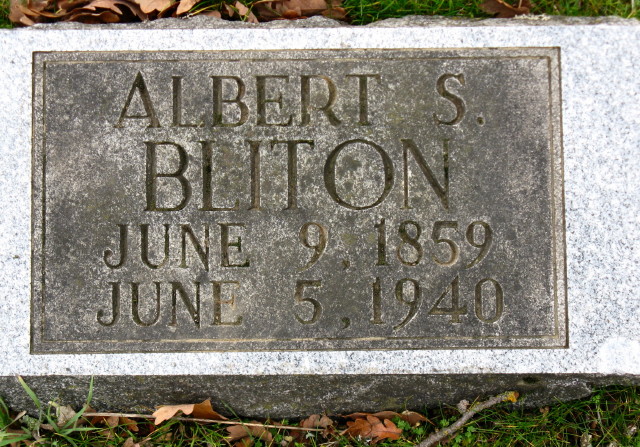 ALBERT S.
BLITON
JUNE 9, 1859
JUNE 5, 1940